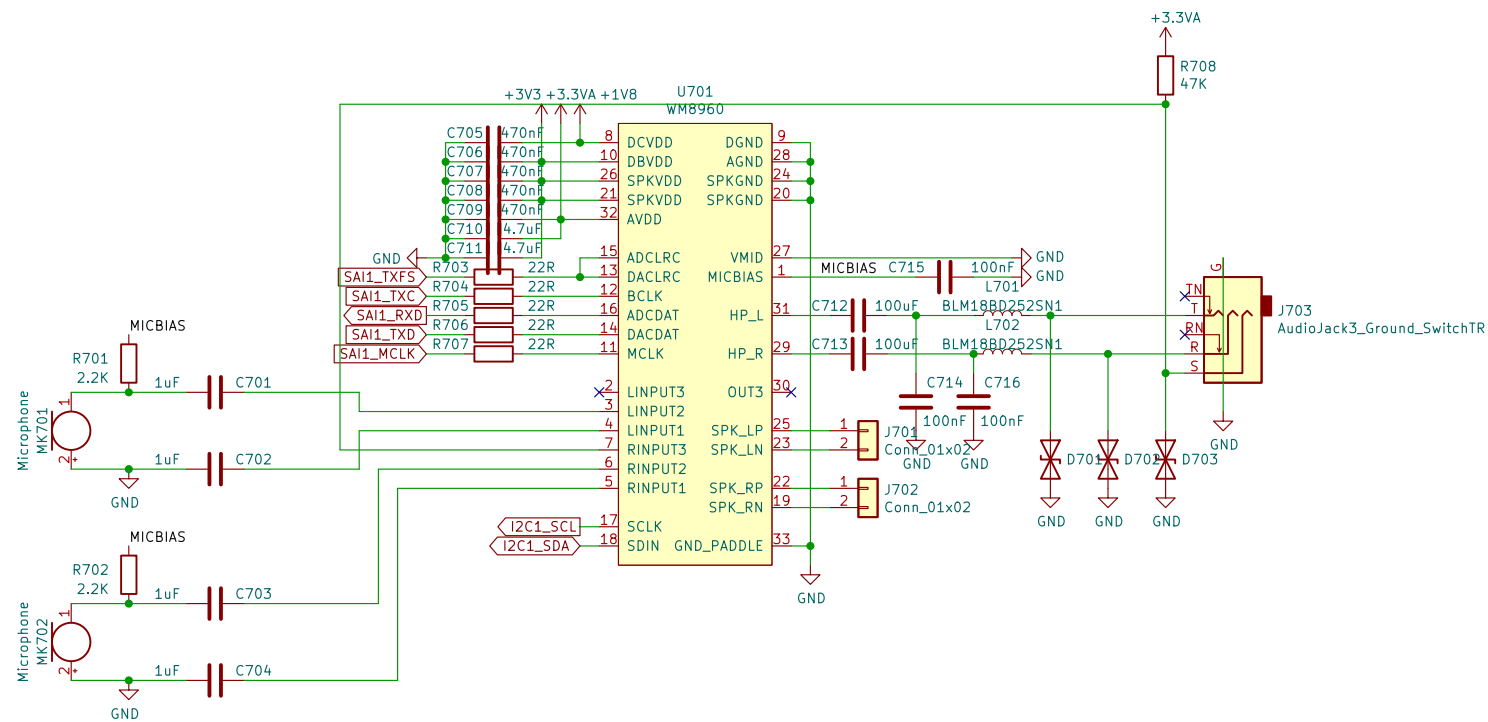 +3.3VA
R708
47K
+3V3 +3.3VA +1V8
U701
WM8960
C705 470nF
C706 470nF
C707 470nF
C708 470nF
C709 470nF
C710 4.7uF
C711 4.7uF
GND
8 DCVDD
10 DBVDD
26 SPKVDD
21 SPKVDD
32 AVDD
15 ADCLRC
13 DACLRC
12 BCLK
16 ADCDAT
14 DACDAT
11 MCLK
2 LINPUT3
3 LINPUT2
4 LINPUT1
7 RINPUT3
6 RINPUT2
5 RINPUT1
17 SCLK
18 SDIN
DGND 9
AGND 28
SPKGND 24
SPKGND 20
VMID 27
MICBIAS 1
HP_L 31
HP_R 29
OUT3 30
SPK_LP 25
SPK_LN 23
SPK_RP 22
SPK_RN 19
GND_PADDLE 33
GND
SAI1_TXFS R703 22R
SAI1_TXC R704 22R
SAI1_RXD R705 22R
SAI1_TXD R706 22R
SAI1_MCLK R707 22R
I2C1_SCL
I2C1_SDA
MICBIAS
R701
2.2K
1uF C701
Microphone
MK701
1
2
+
1uF C702
GND
MICBIAS
R702
2.2K
1uF C703
Microphone
MK702
1
2
+
1uF C704
GND
MICBIAS C715 100nF
GND
GND
L701
C712 100uF BLM18BD252SN1
L702
C713 100uF BLM18BD252SN1
C714
100nF
GND
C716
100nF
GND
1 J701
2 Conn_01x02
1 J702
2 Conn_01x02
D701
GND
D702
GND
D703
GND
G
TN
T
RN
R
S
J703
AudioJack3_Ground_SwitchTR
GND